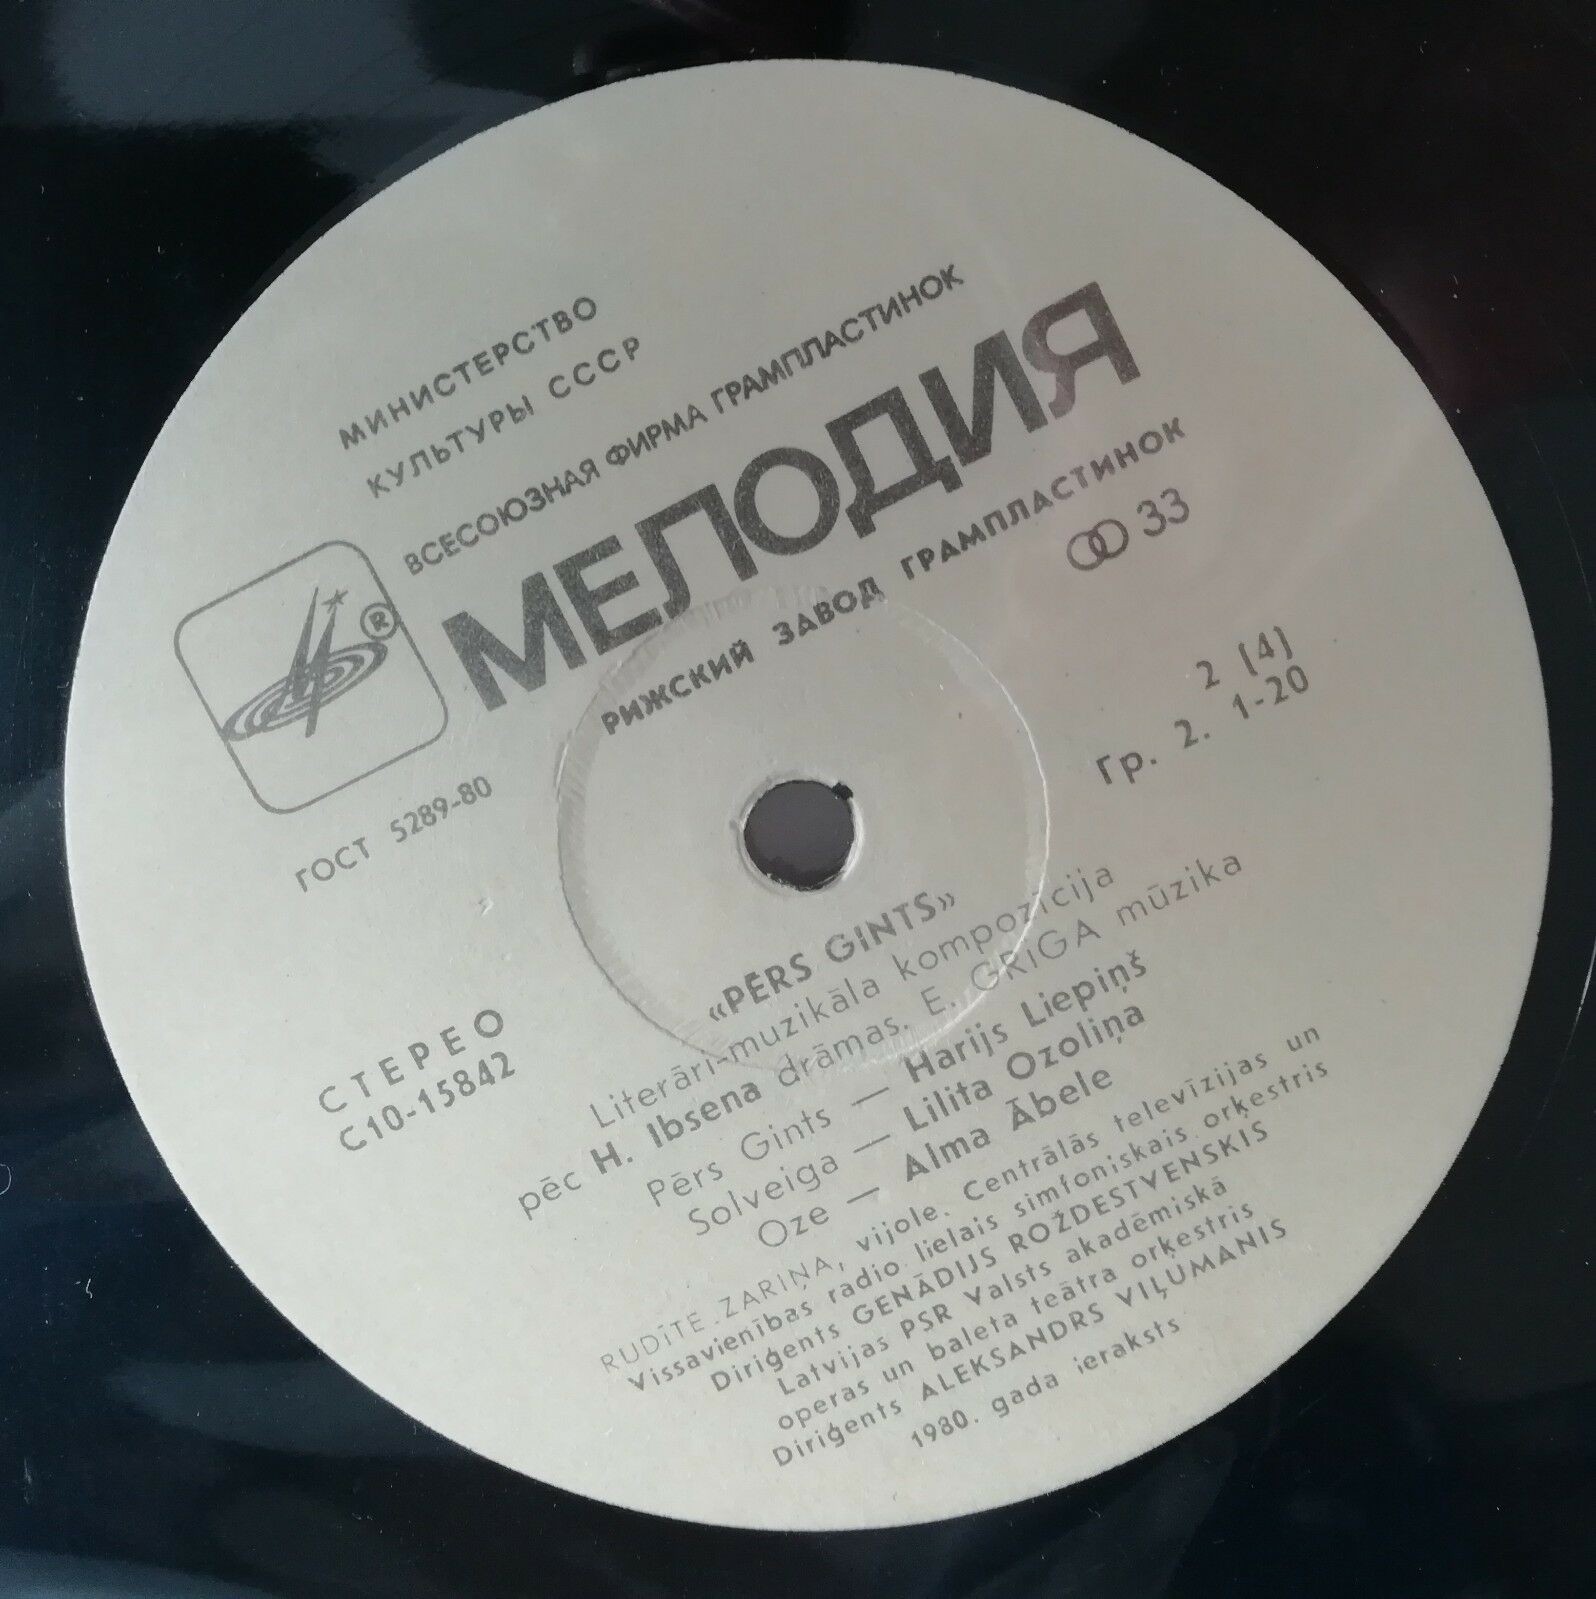 МИНИСТЕРСТВО
КУЛЬТУРЫ СССР
ВСЕСОЮЗНАЯ ФИРМА ГРАМПЛАСТИНОК
МЕЛОДИЯ
РИЖСКИЙ ЗАВОД ГРАМПЛАСТИНОК
33
®
ГОСТ 5289-80
2 (4)
Гр. 2. 1-20
СТЕРЕО
С10-15842
«PĒRS GINTS»
Literāri-muzikāla kompozīcija
pēc H. Ibsena drāmas. E. GRIGA mūzika
Pērs Gints — Harijs Liepiņš
Solveiga — Lilita Ozoliņa
Oze — Alma Ābele
RUDĪTE ZARIŅA, vijole. Centrālās televīzijas un
Vissavienības radio lielais simfoniskais orķestris
Diriģents GENĀDIJS ROŽDESTVENSKIS
Latvijas PSR Valsts akadēmiskā
operas un baleta teātra orķestris
Diriģents ALEKSANDRS VIĻUMANIS
1980. gada ieraksts